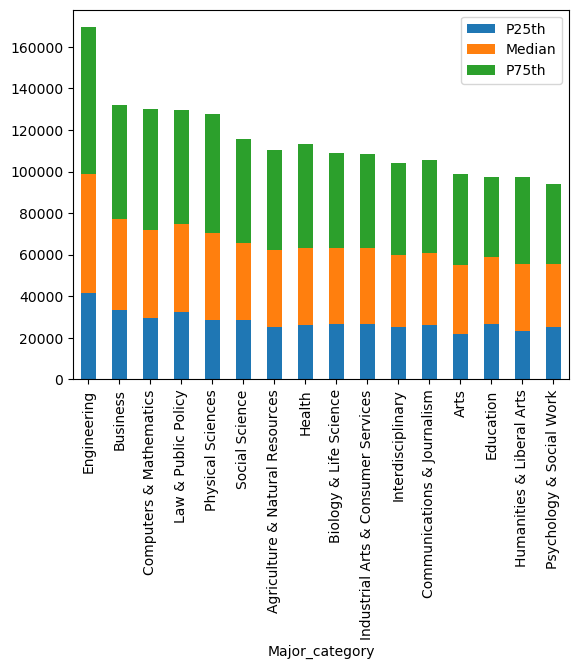 160000
140000
120000
100000
80000
60000
40000
20000
0
P25th
Median
P75th
Engineering
Business
Computers & Mathematics
Law & Public Policy
Physical Sciences
Social Science
Agriculture & Natural Resources
Health
Biology & Life Science
Industrial Arts & Consumer Services
Interdisciplinary
Communications & Journalism
Arts
Education
Humanities & Liberal Arts
Psychology & Social Work
Major_category